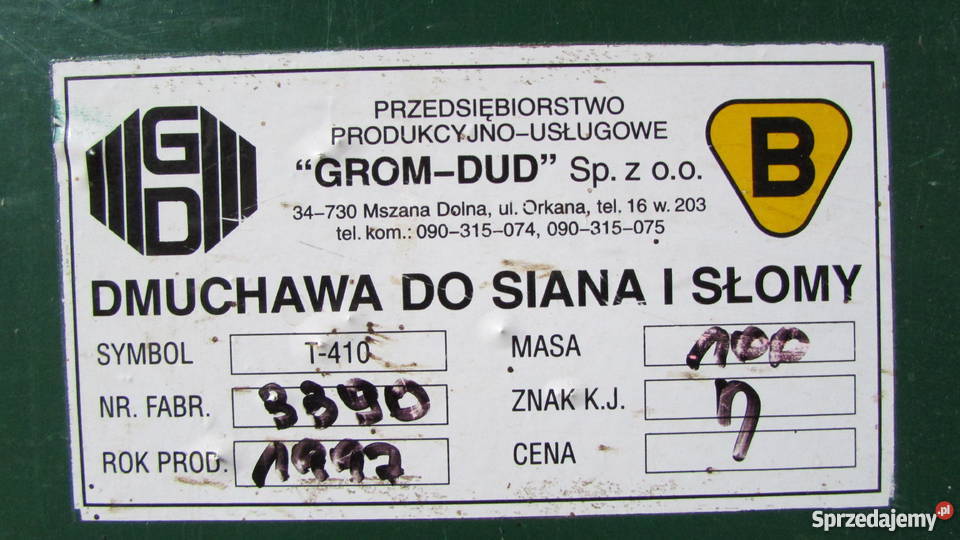 GD
PRZEDSIĘBIORSTWO
PRODUKCYJNO-USŁUGOWE
"GROM-DUD" Sp. z o.o.
34-730 Mszana Dolna, ul. Orkana, tel. 16 w. 203
tel. kom.: 090-315-074, 090-315-075
B
DMUCHAWA DO SIANA I SŁOMY
SYMBOL T-410
NR. FABR. 3390
ROK PROD. 1997
MASA 100
ZNAK K.J.
CENA
Sprzedajemy.pl